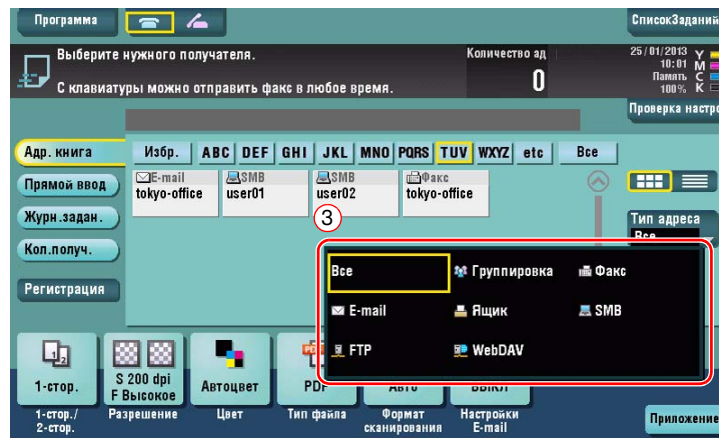 Программа
СписокЗаданий
Выберите нужного получателя.
Количество ад
0
С клавиатуры можно отправить факс в любое время.
25/01/2013
10:01
Память
100%
Y
M
C
K
Проверка настро
Адр. книга
Избр.
ABC
DEF
GHI
JKL
MNO
PQRS
TUV
WXYZ
etc
Все
Прямой ввод
E-mail
tokyo-office
SMB
user01
SMB
user02
Факс
tokyo-office
Журн.задан.
Кол.получ.
Регистрация
Тип адреса
Все
3
Все
Группировка
Факс
E-mail
Ящик
SMB
FTP
WebDAV
1-стор.
S 200 dpi
F Высокое
Автоцвет
PDF
Авто
ВЫКЛ
1-стор./
2-стор.
Разрешение
Цвет
Тип файла
Формат
сканирования
Настройки
E-mail
Приложение